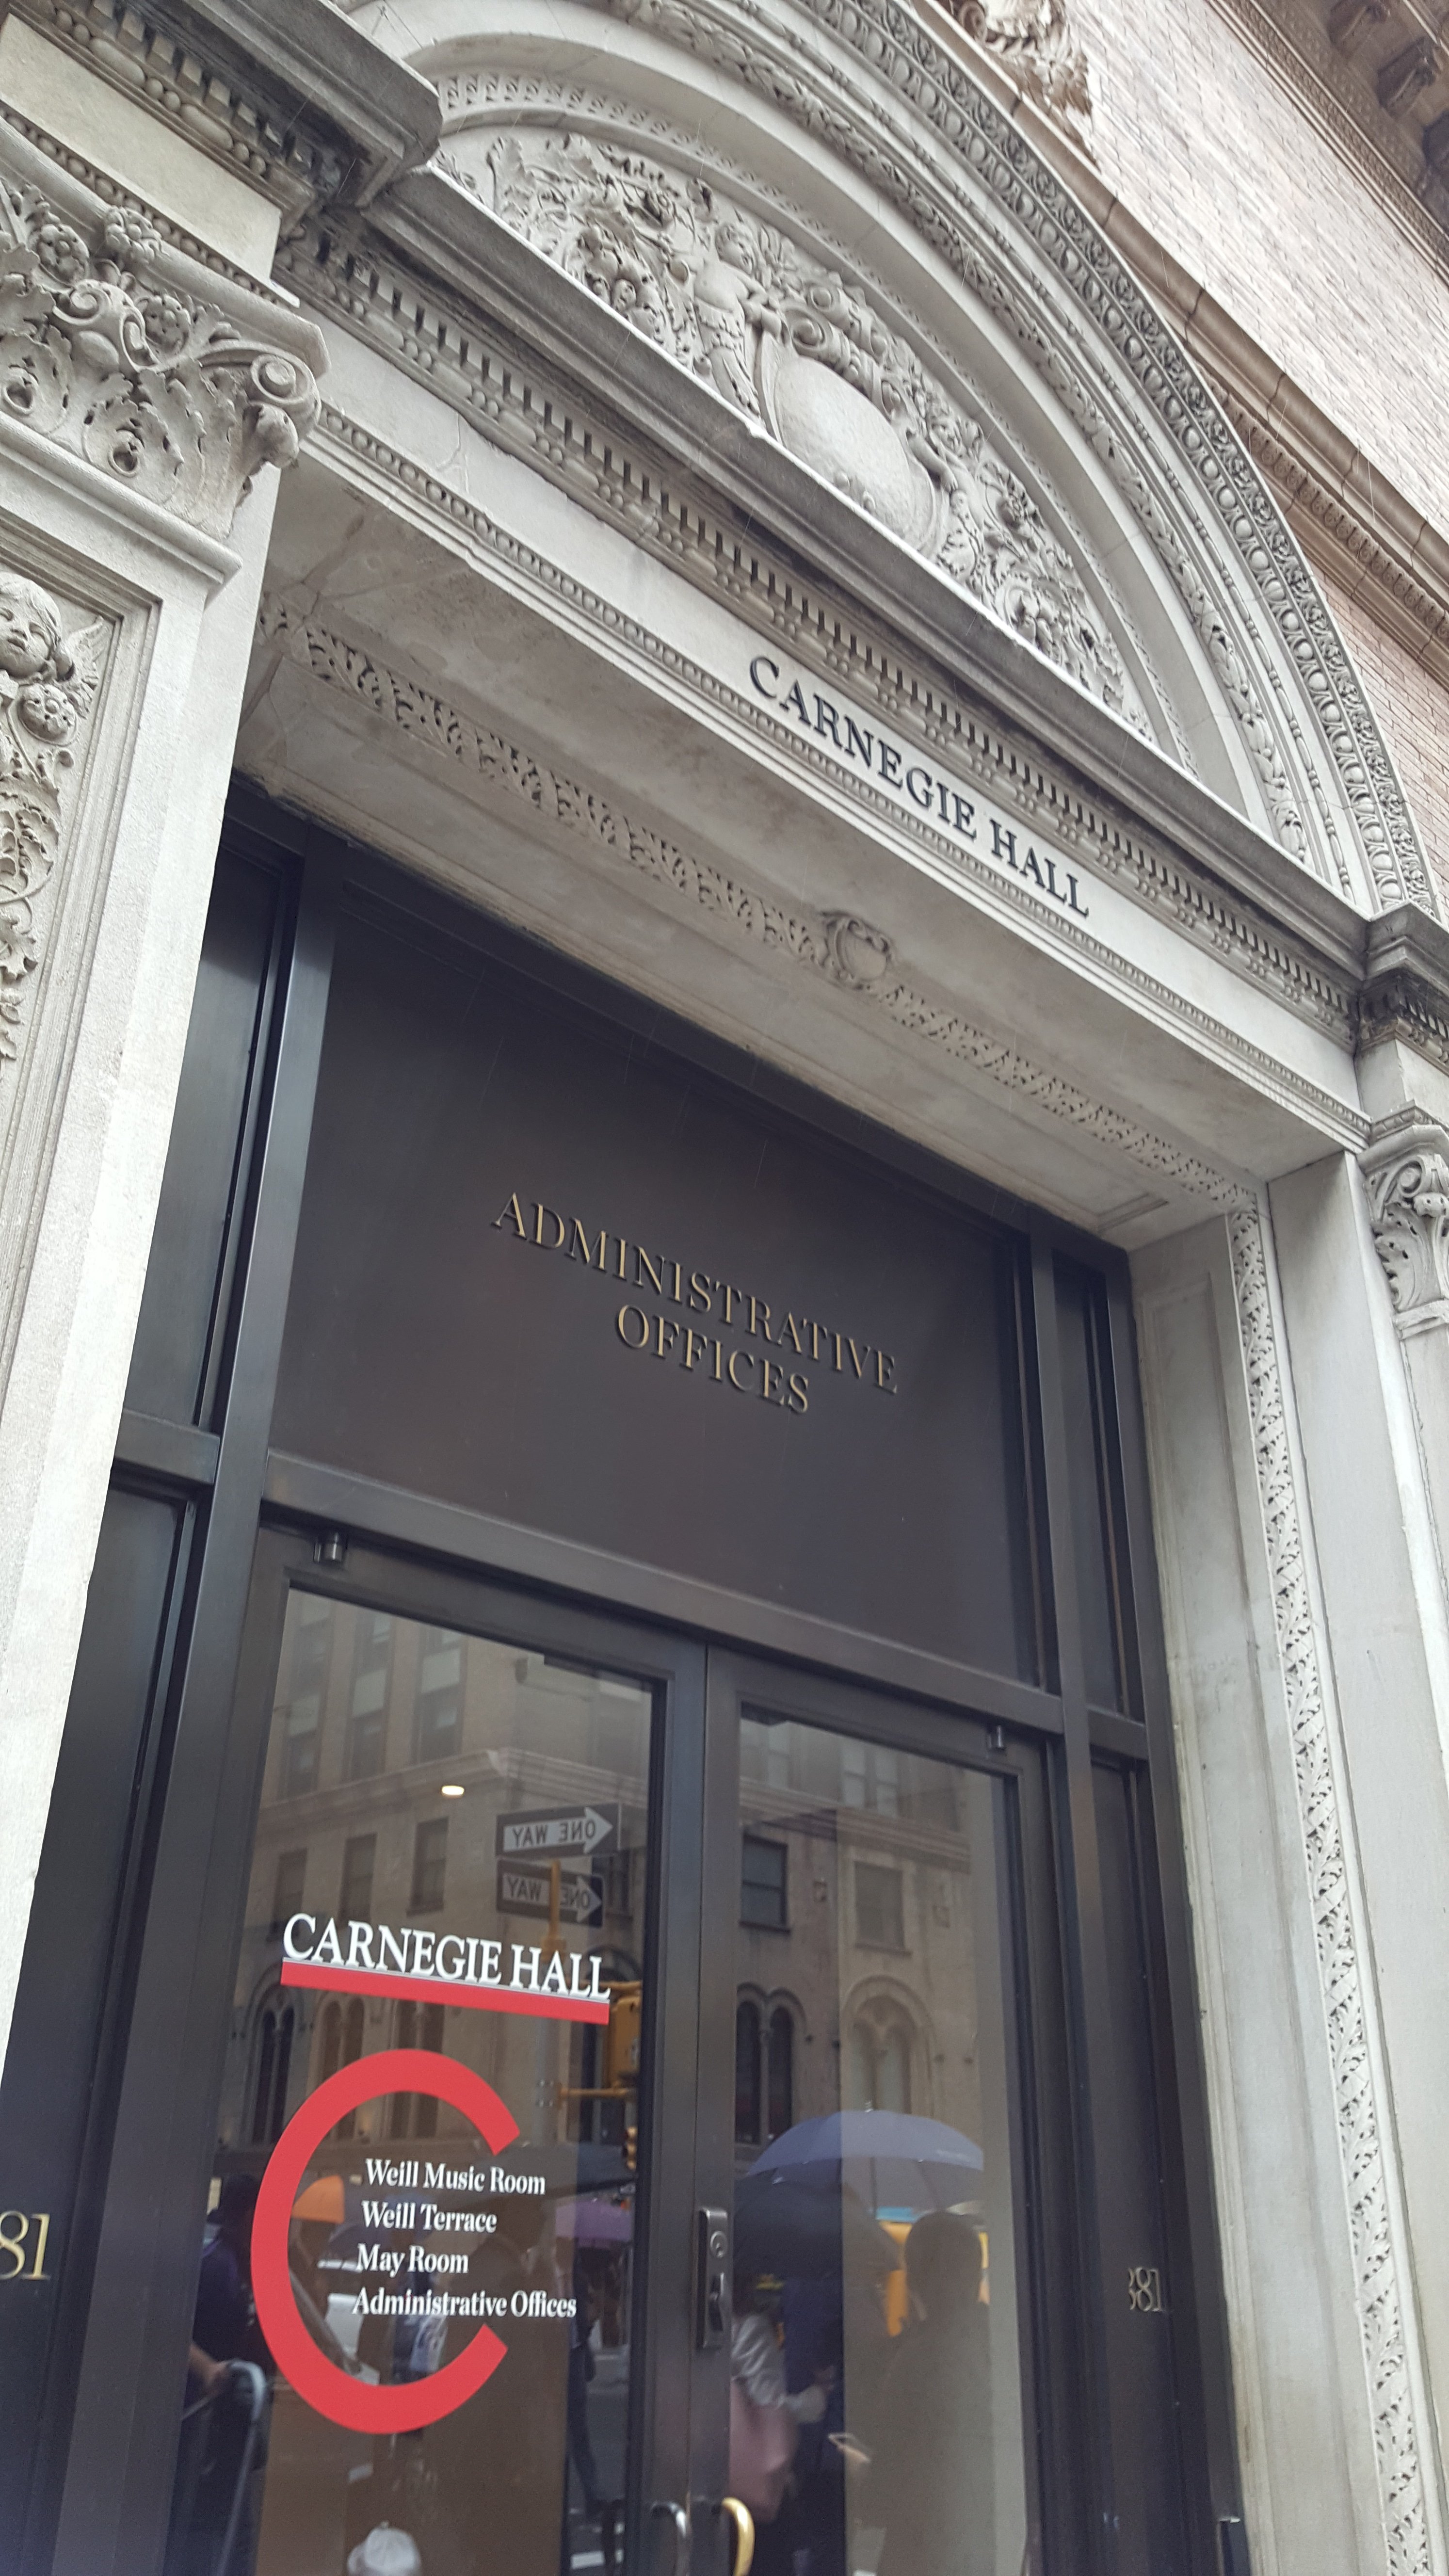 CARNEGIE HALL
ADMINISTRATIVE
OFFICES
ONE WAY
ONE WAY
CARNEGIE HALL
Weill Music Room
Weill Terrace
May Room
Administrative Offices
81
881